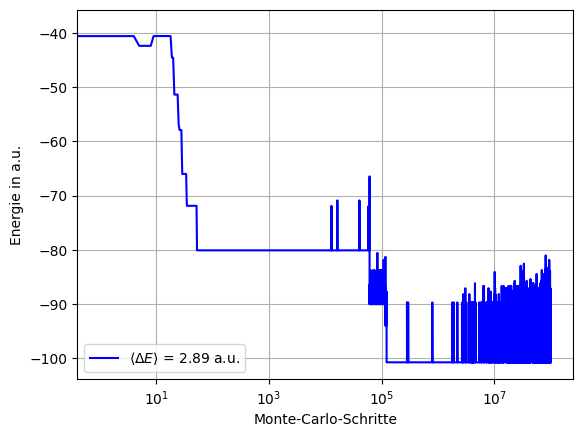 −40
−50
−60
−70
−80
−90
−100
Energie in a.u.
⟨ΔE⟩ = 2.89 a.u.
10¹ 10³ 10⁵ 10⁷
Monte-Carlo-Schritte